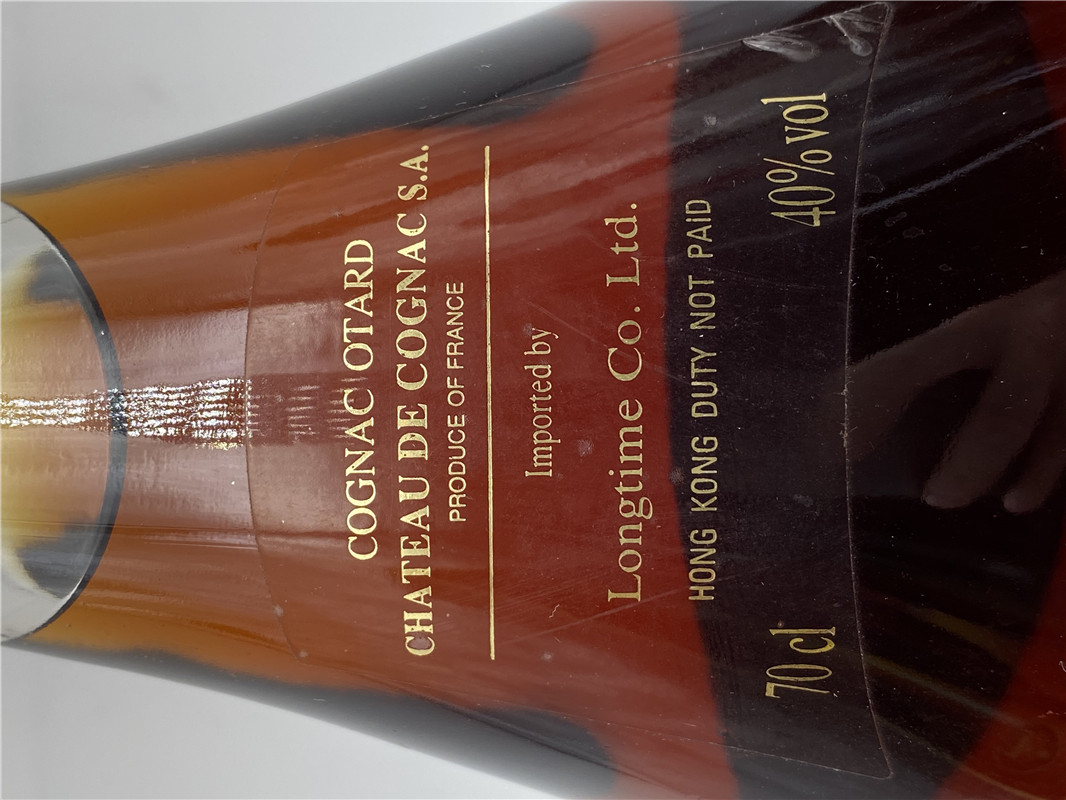 COGNAC OTARD
CHATEAU DE COGNAC S.A.
PRODUCE OF FRANCE
Imported by
Longtime Co. Ltd.
HONG KONG DUTY NOT PAID
70 cl 40% vol